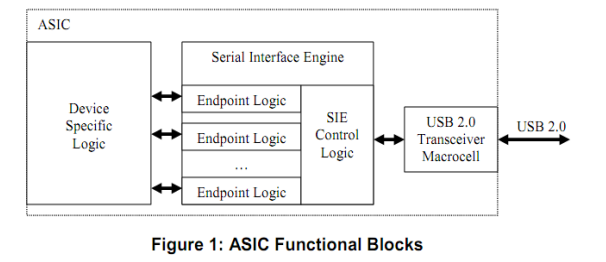 ASIC
Serial Interface Engine
Device
Specific
Logic
Endpoint Logic
Endpoint Logic
...
Endpoint Logic
SIE
Control
Logic
USB 2.0
Transceiver
Macrocell
USB 2.0
Figure 1: ASIC Functional Blocks